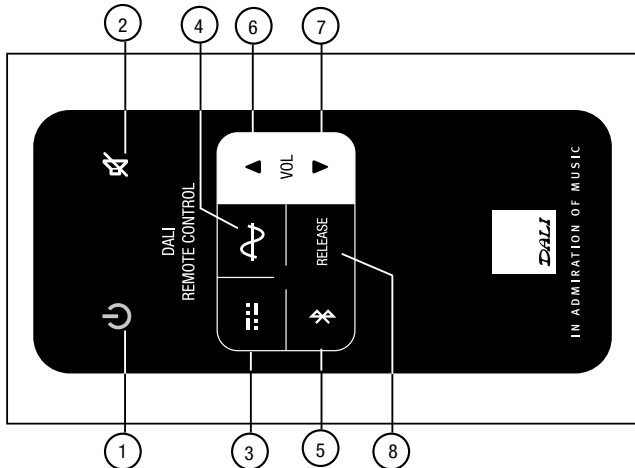 2
4
6
7
DALI
REMOTE CONTROL
VOL
RELEASE
DALI
IN ADMIRATION OF MUSIC
1
3
5
8